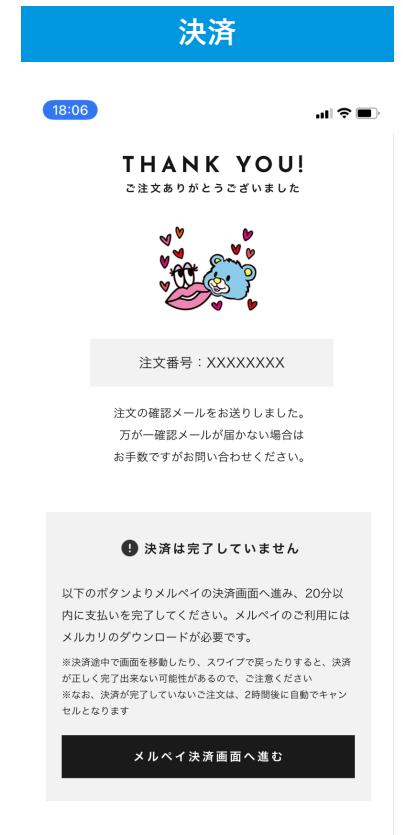 決済
18:06
THANK YOU!
ご注文ありがとうございました
注文番号：XXXXXXXX
注文の確認メールをお送りしました。
万が一確認メールが届かない場合は
お手数ですがお問い合わせください。
決済は完了していません
以下のボタンよりメルペイの決済画面へ進み、20分以
内に支払いを完了してください。メルペイのご利用には
メルカリのダウンロードが必要です。
※決済途中で画面を移動したり、スワイプで戻ったりすると、決済
が正しく完了出来ない可能性があるので、ご注意ください
※なお、決済が完了していないご注文は、2時間後に自動でキャン
セルとなります
メルペイ決済画面へ進む